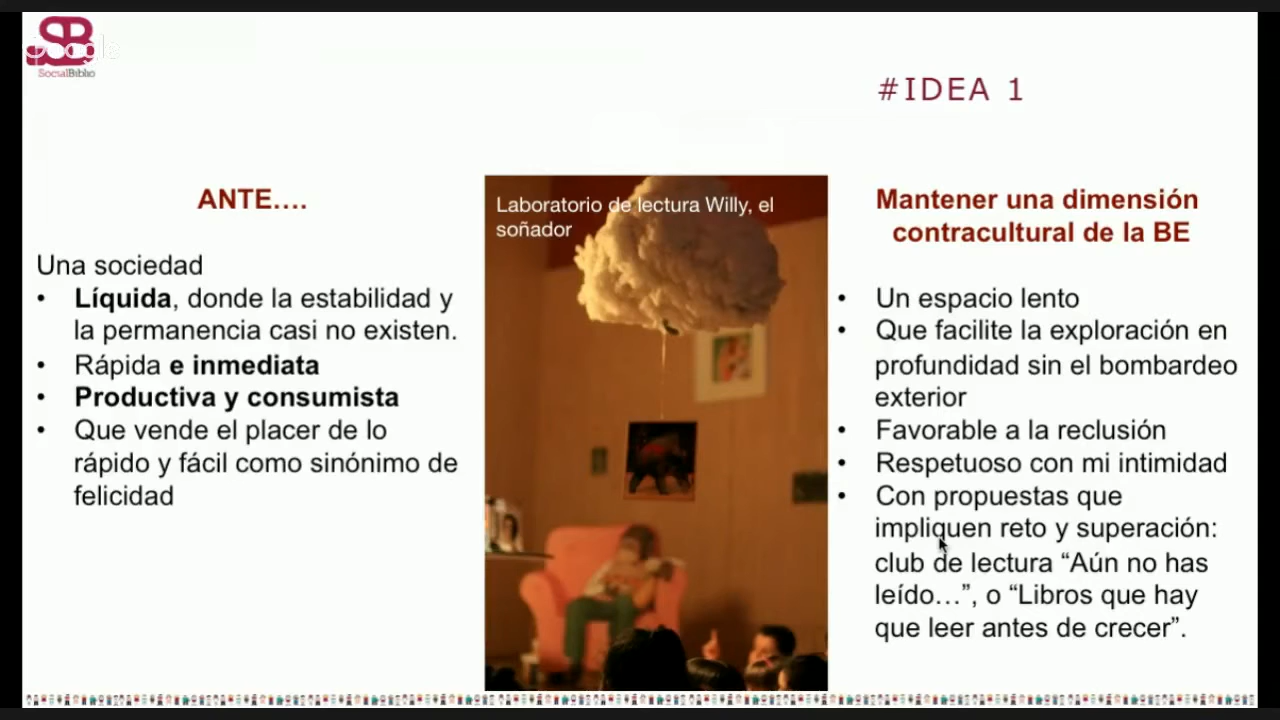 SB
Google
SocialBiblio
#IDEA 1
ANTE....
Una sociedad
• Líquida, donde la estabilidad y
la permanencia casi no existen.
• Rápida e inmediata
• Productiva y consumista
• Que vende el placer de lo
rápido y fácil como sinónimo de
felicidad
Laboratorio de lectura Willy, el
soñador
Mantener una dimensión
contracultural de la BE
• Un espacio lento
• Que facilite la exploración en
profundidad sin el bombardeo
exterior
• Favorable a la reclusión
• Respetuoso con mi intimidad
• Con propuestas que
impliquen reto y superación:
club de lectura “Aún no has
leído…”, o “Libros que hay
que leer antes de crecer”.